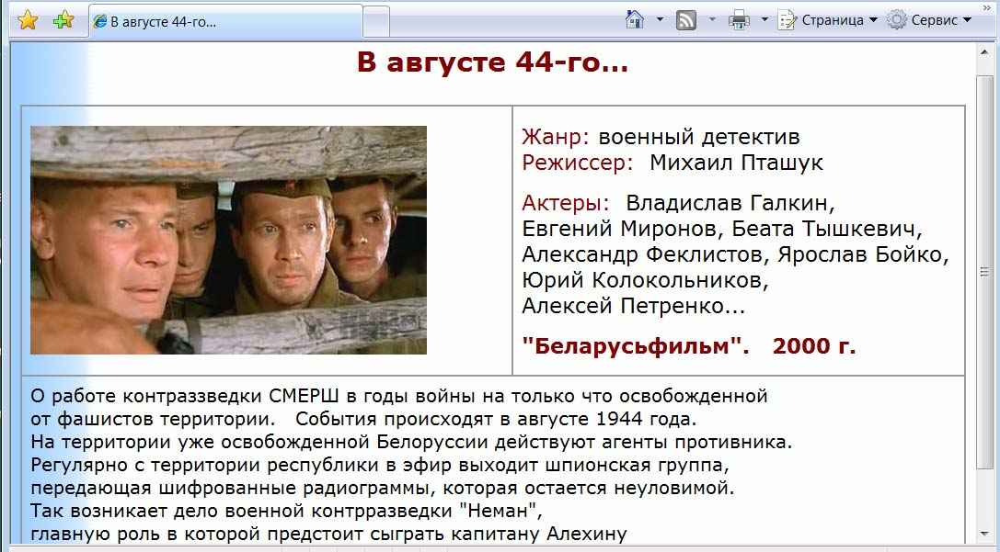 В августе 44-го...
Страница
Сервис
В августе 44-го...
Жанр: военный детектив
Режиссер: Михаил Пташук
Актеры: Владислав Галкин,
Евгений Миронов, Беата Тышкевич,
Александр Феклистов, Ярослав Бойко,
Юрий Колокольников,
Алексей Петренко...
"Беларусьфильм". 2000 г.
О работе контраззведки СМЕРШ в годы войны на только что освобожденной
от фашистов территории. События происходят в августе 1944 года.
На территории уже освобожденной Белоруссии действуют агенты противника.
Регулярно с территории республики в эфир выходит шпионская группа,
передающая шифрованные радиограммы, которая остается неуловимой.
Так возникает дело военной контрразведки "Неман",
главную роль в которой предстоит сыграть капитану Алехину